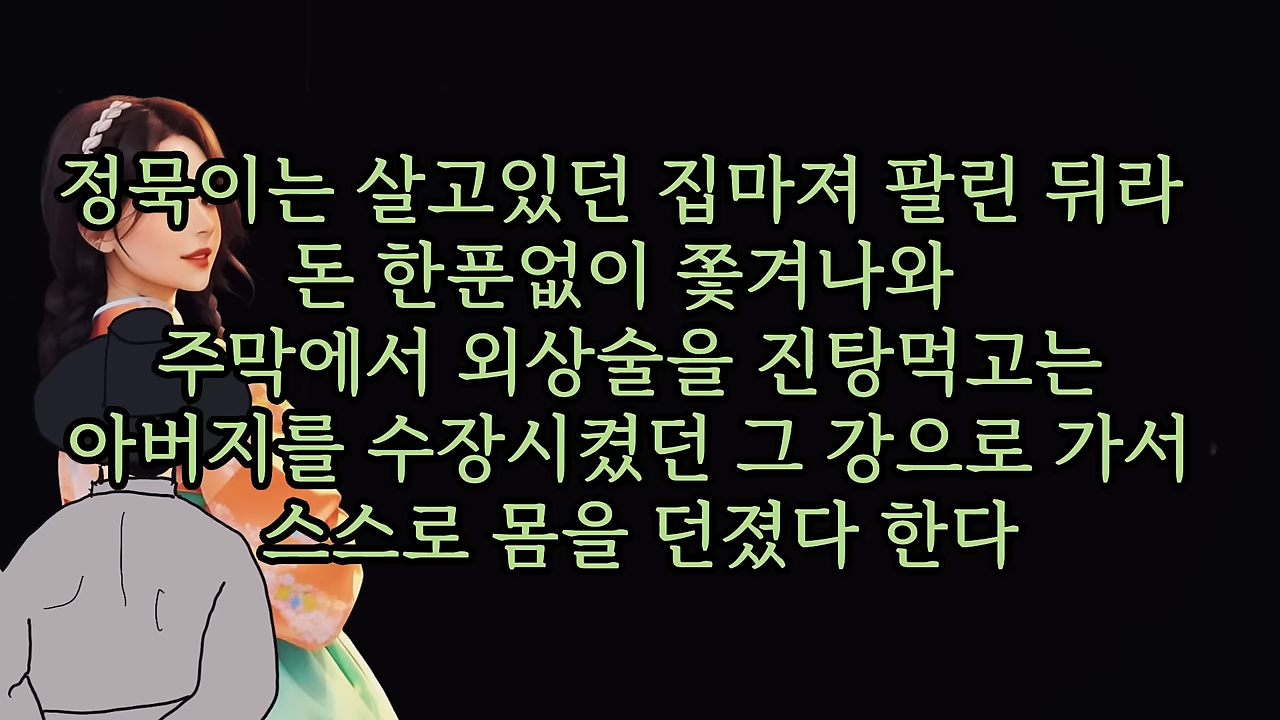 정묵이는 살고있던 집마져 팔린 뒤라
돈 한푼없이 쫓겨나와
주막에서 외상술을 진탕먹고는
아버지를 수장시켰던 그 강으로 가서
스스로 몸을 던졌다 한다